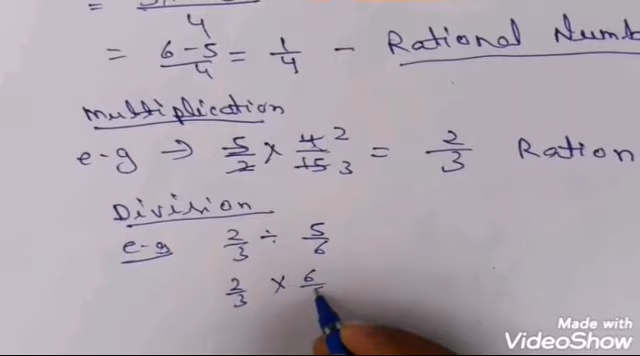 4
= 6-5/4 = 1/4 - Rational Numb
Multiplication
e-g → 5/2 × 4/15 2 3 = 2/3 Ration
Division
e-g 2/3 ÷ 5/6
2/3 × 6/
Made with
VideoShow